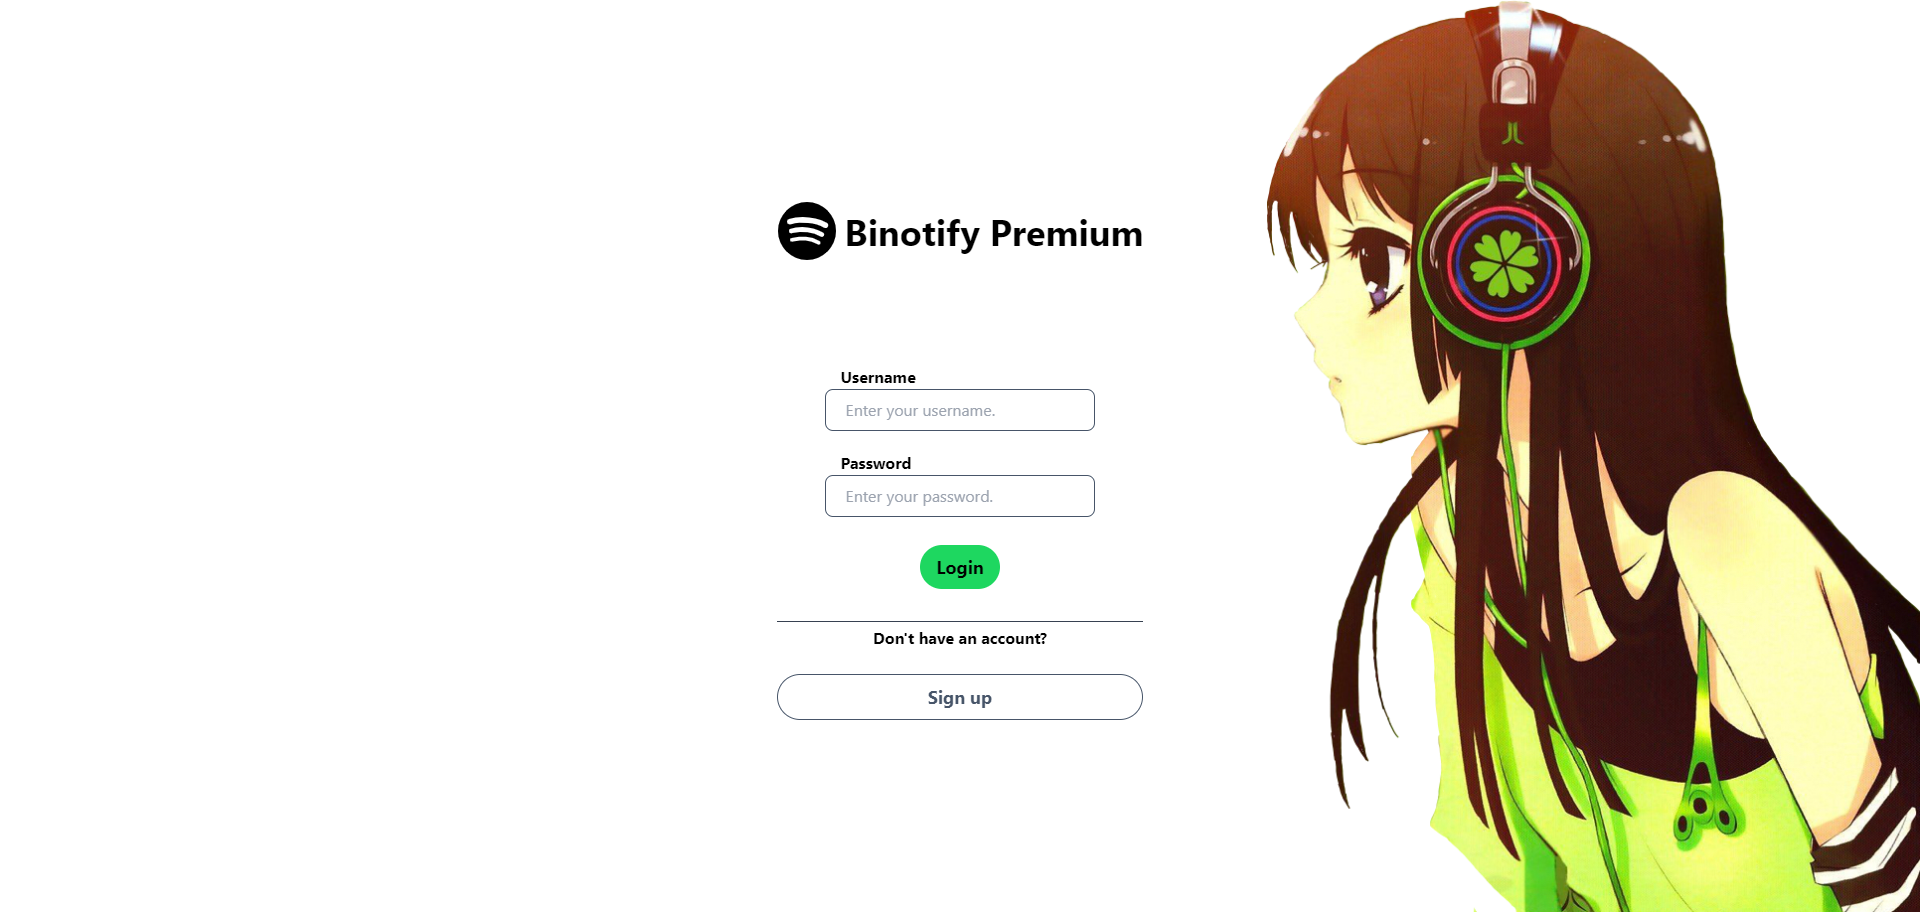 Binotify Premium
Username
Enter your username.
Password
Enter your password.
Login
Don't have an account?
Sign up